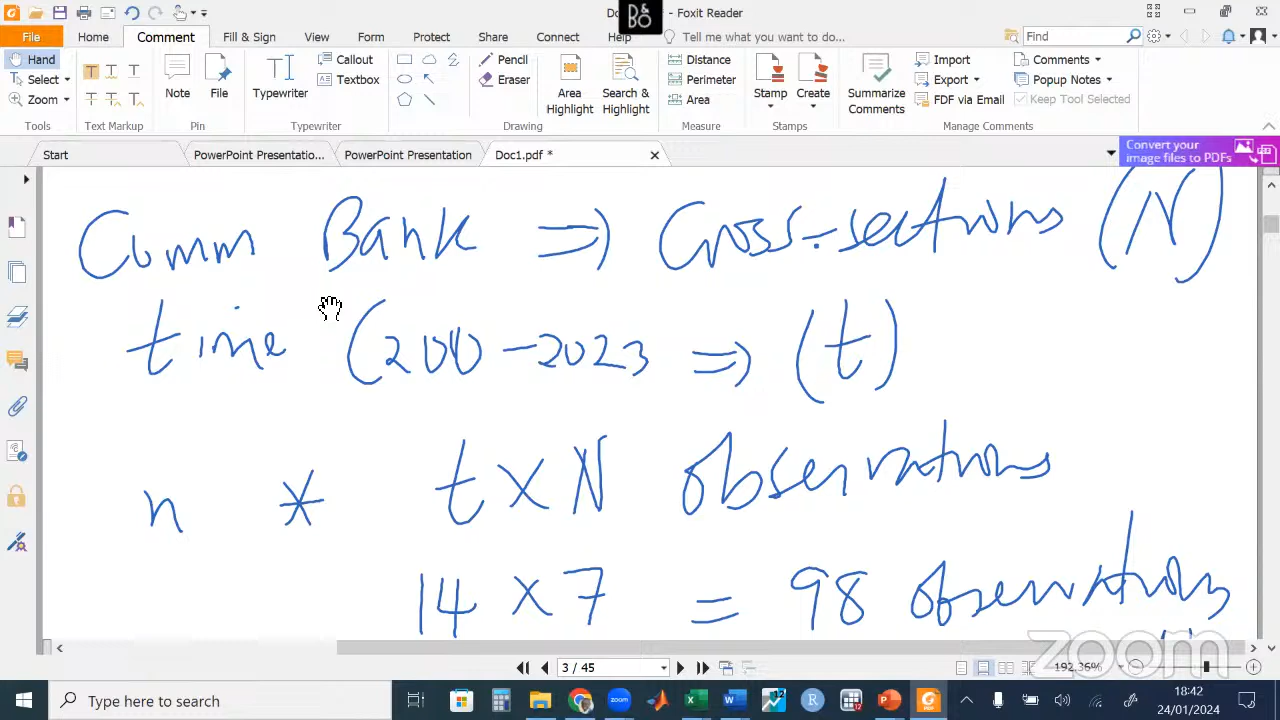 Do D&BO - Foxit Reader
File Home Comment Fill & Sign View Form Protect Share Connect Help Tell me what you want to do... Find
Hand Select Zoom Tools
Text Markup
Note File Pin
Typewriter Callout Textbox Typewriter
Pencil Eraser Area Highlight Search & Highlight Drawing
Distance Perimeter Area Measure
Stamp Create Stamps
Summarize Comments Import Export FDF via Email Comments Popup Notes Keep Tool Selected Manage Comments
Start PowerPoint Presentatio... PowerPoint Presentation Doc1.pdf *
Convert your image files to PDFs
Comm Bank ⇒ Cross-sections (N)
time ( - 2023 ⇒ (t)
n * t x N observations
14 x 7 = 98 observations
zoom
3 / 45 192.36%
Type here to search zoom 12 R 18:42
24/01/2024